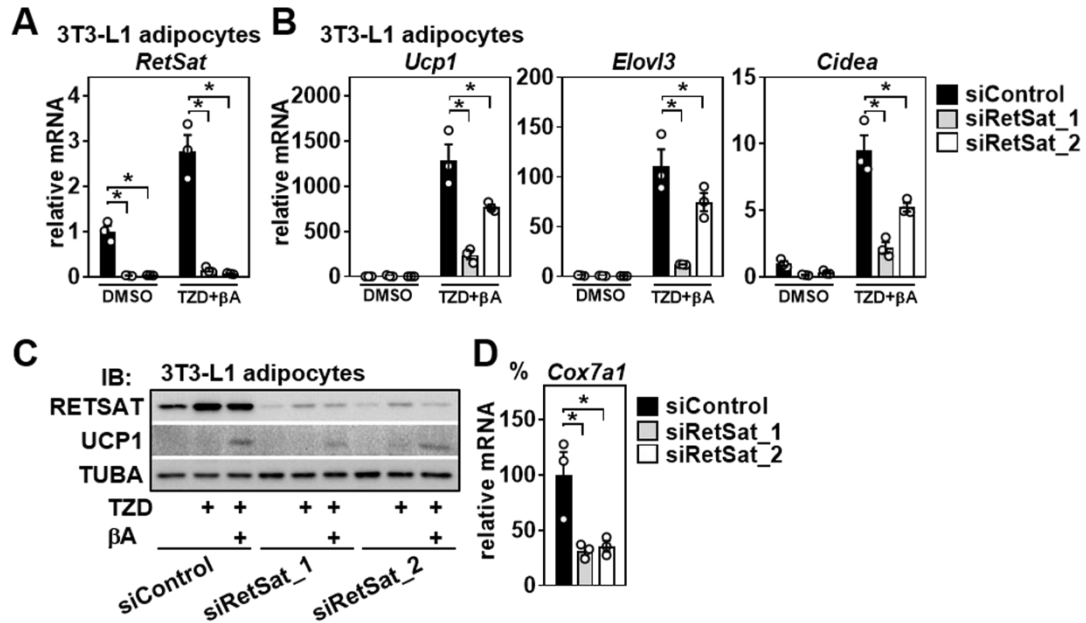 A
3T3-L1 adipocytes
RetSat
relative mRNA
4
3
2
1
0
*
*
*
*
DMSO
TZD+βA
B
3T3-L1 adipocytes
Ucp1
relative mRNA
2000
1500
1000
500
0
*
*
DMSO
TZD+βA
Elovl3
200
150
100
50
0
*
*
DMSO
TZD+βA
Cidea
15
10
5
0
*
*
DMSO
TZD+βA
siControl
siRetSat_1
siRetSat_2
C
IB: 3T3-L1 adipocytes
RETSAT
UCP1
TUBA
TZD + + + + + +
βA + + +
siControl siRetSat_1 siRetSat_2
D
% Cox7a1
relative mRNA
150
100
50
0
*
*
siControl
siRetSat_1
siRetSat_2